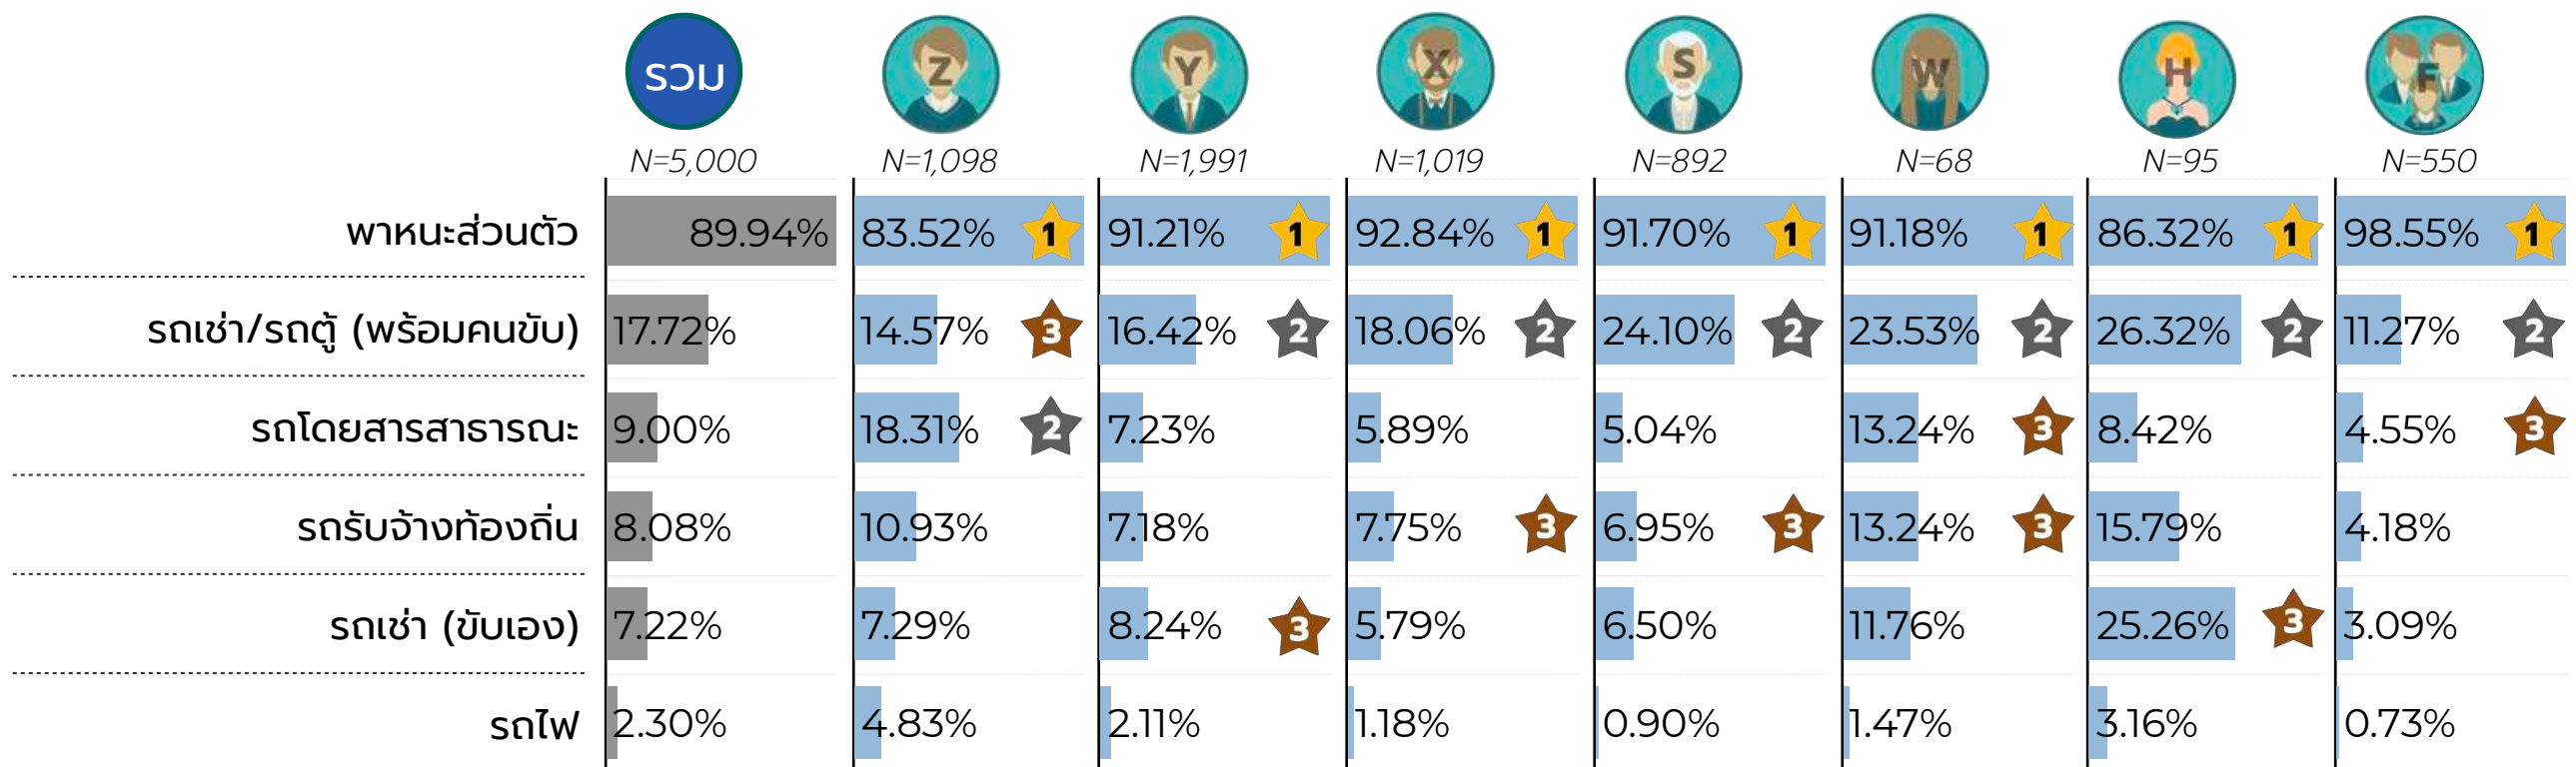 รวม Z Y X S W H F
N=5,000 N=1,098 N=1,991 N=1,019 N=892 N=68 N=95 N=550
พาหนะส่วนตัว 89.94% 83.52% 1 91.21% 1 92.84% 1 91.70% 1 91.18% 1 86.32% 1 98.55% 1
รถเช่า/รถตู้ (พร้อมคนขับ) 17.72% 14.57% 3 16.42% 2 18.06% 2 24.10% 2 23.53% 2 26.32% 2 11.27% 2
รถโดยสารสาธารณะ 9.00% 18.31% 2 7.23% 5.89% 5.04% 13.24% 3 8.42% 4.55% 3
รถรับจ้างท้องถิ่น 8.08% 10.93% 7.18% 7.75% 3 6.95% 3 13.24% 3 15.79% 4.18%
รถเช่า (ขับเอง) 7.22% 7.29% 8.24% 3 5.79% 6.50% 11.76% 25.26% 3 3.09%
รถไฟ 2.30% 4.83% 2.11% 1.18% 0.90% 1.47% 3.16% 0.73%